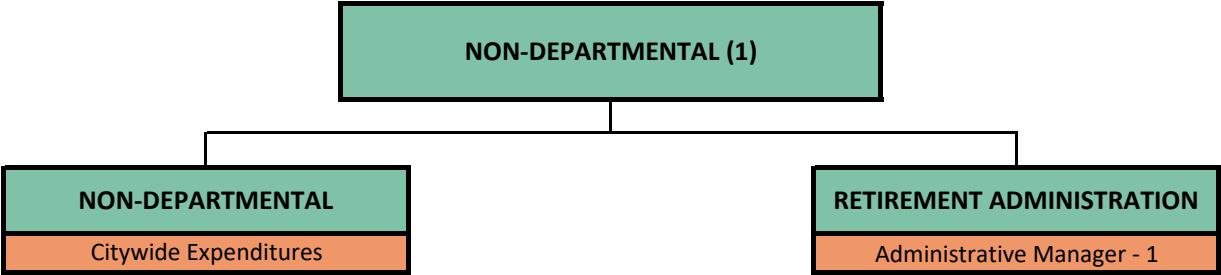 NON-DEPARTMENTAL (1)
NON-DEPARTMENTAL
Citywide Expenditures
RETIREMENT ADMINISTRATION
Administrative Manager - 1